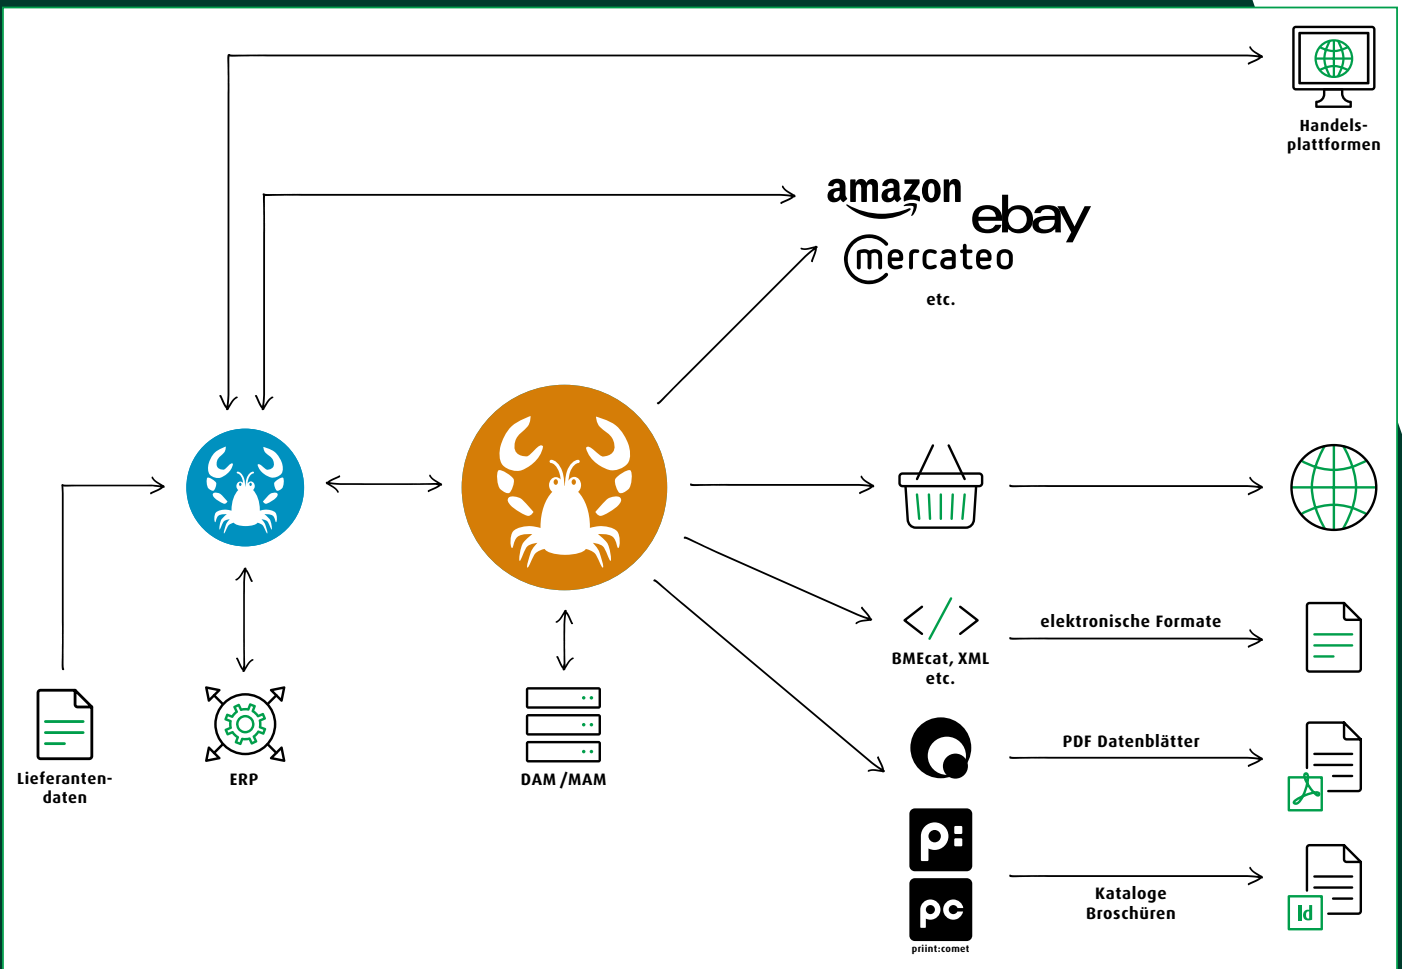 Handels-
plattformen
amazon
ebay
mercateo
etc.
elektronische Formate
BMEcat, XML
etc.
Lieferanten-
daten
ERP
DAM/MAM
PDF Datenblätter
p:
pc
priint:comet
Kataloge
Broschüren
Id